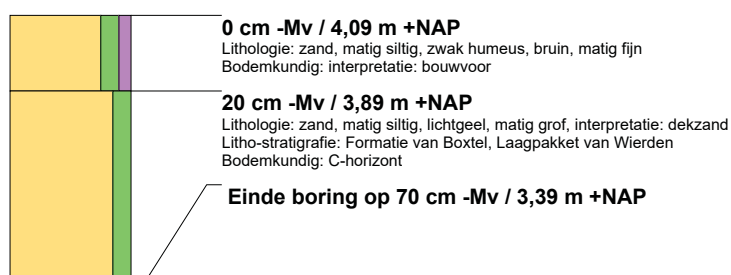 0 cm -Mv / 4,09 m +NAP
Lithologie: zand, matig siltig, zwak humeus, bruin, matig fijn
Bodemkundig: interpretatie: bouwvoor
20 cm -Mv / 3,89 m +NAP
Lithologie: zand, matig siltig, lichtgeel, matig grof, interpretatie: dekzand
Litho-stratigrafie: Formatie van Boxtel, Laagpakket van Wierden
Bodemkundig: C-horizont
Einde boring op 70 cm -Mv / 3,39 m +NAP